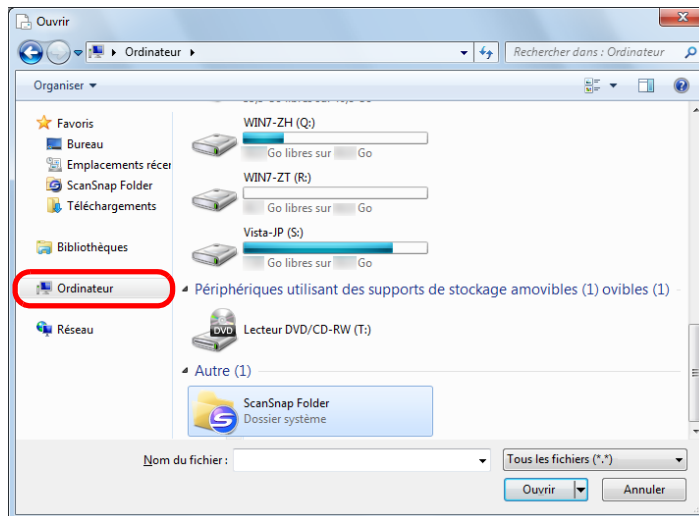 Ouvrir
Ordinateur
Rechercher dans : Ordinateur
Organiser
Favoris
Bureau
Emplacements récer
ScanSnap Folder
Téléchargements
Bibliothèques
Ordinateur
Réseau
WIN7-ZH (Q:)
Go libres sur Go
WIN7-ZT (R:)
Go libres sur Go
Vista-JP (S:)
Go libres sur Go
Périphériques utilisant des supports de stockage amovibles (1) ovibles (1)
DVD
Lecteur DVD/CD-RW (T:)
Autre (1)
S
ScanSnap Folder
Dossier système
Nom du fichier :
Tous les fichiers (*.*)
Ouvrir
Annuler